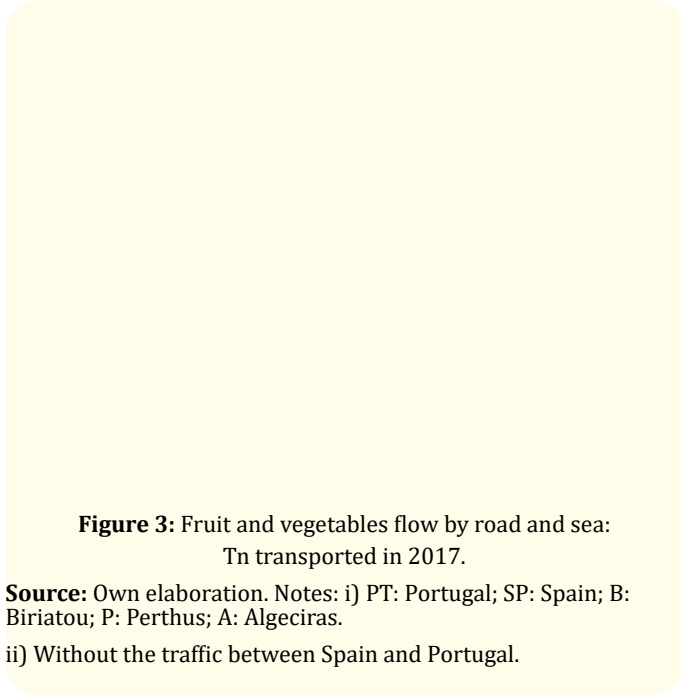 Figure 3: Fruit and vegetables flow by road and sea:
Tn transported in 2017.
Source: Own elaboration. Notes: i) PT: Portugal; SP: Spain; B:
Biriatou; P: Perthus; A: Algeciras.
ii) Without the traffic between Spain and Portugal.